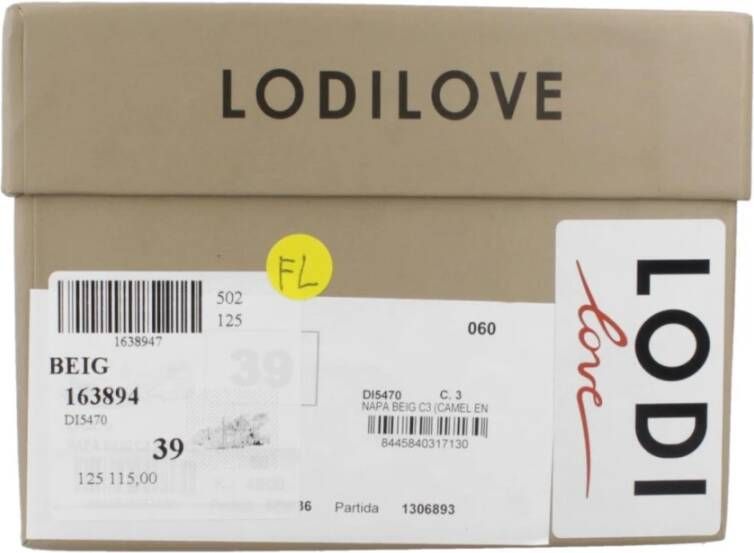 LODILOVE
FL
LODI
love
502
125
1638947
BEIG
163894
DI5470
39
125 115,00
39
060
DI5470 C. 3
NAPA BEIG C3 (CAMEL EN
8445840317130
36 Partida 1306893